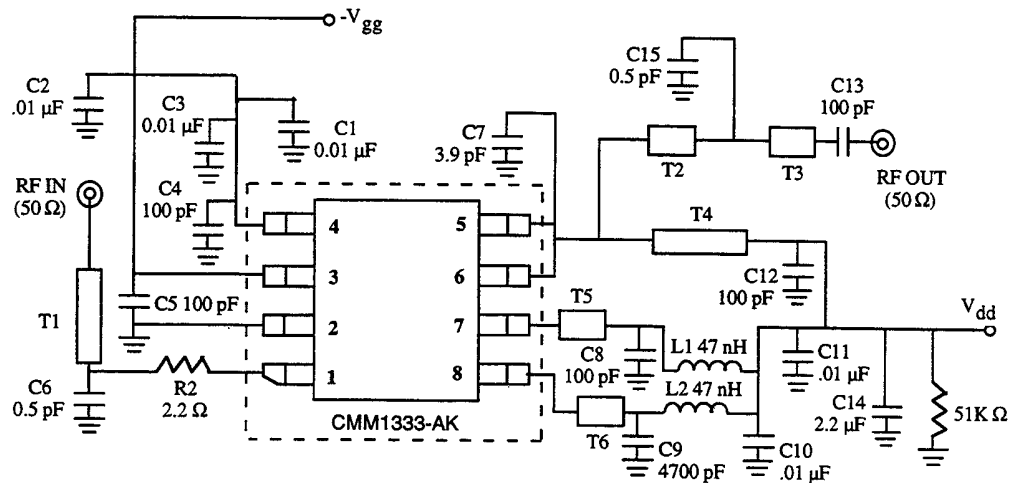 -Vgg
C2
.01 µF
C3
0.01 µF
C1
0.01 µF
C4
100 pF
RF IN
(50 Ω)
T1
C5 100 pF
C6
0.5 pF
R2
2.2 Ω
4
3
2
1
5
6
7
8
CMM1333-AK
C7
3.9 pF
C15
0.5 pF
C13
100 pF
T2
T3
RF OUT
(50 Ω)
T4
C12
100 pF
T5
C8
100 pF
L1 47 nH
L2 47 nH
T6
C9
4700 pF
C10
.01 µF
C11
.01 µF
C14
2.2 µF
Vdd
51K Ω